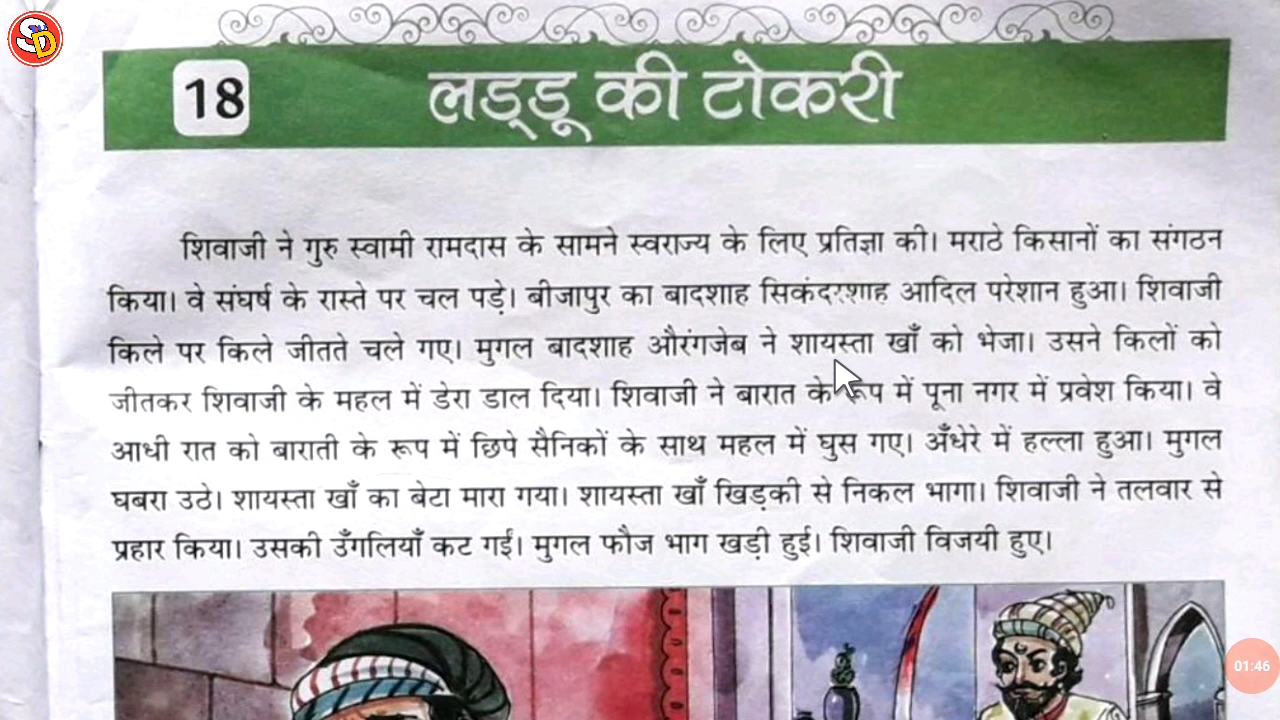 SD
18
लड्डू की टोकरी
शिवाजी ने गुरु स्वामी रामदास के सामने स्वराज्य के लिए प्रतिज्ञा की। मराठे किसानों का संगठन
किया। वे संघर्ष के रास्ते पर चल पड़े। बीजापुर का बादशाह सिकंदरशाह आदिल परेशान हुआ। शिवाजी
किले पर किले जीतते चले गए। मुगल बादशाह औरंगजेब ने शायस्ता खाँ को भेजा। उसने किलों को
जीतकर शिवाजी के महल में डेरा डाल दिया। शिवाजी ने बारात के रूप में पूना नगर में प्रवेश किया। वे
आधी रात को बाराती के रूप में छिपे सैनिकों के साथ महल में घुस गए। अँधेरे में हल्ला हुआ। मुगल
घबरा उठे। शायस्ता खाँ का बेटा मारा गया। शायस्ता खाँ खिड़की से निकल भागा। शिवाजी ने तलवार से
प्रहार किया। उसकी उँगलियाँ कट गईं। मुगल फौज भाग खड़ी हुई। शिवाजी विजयी हुए।
01:46